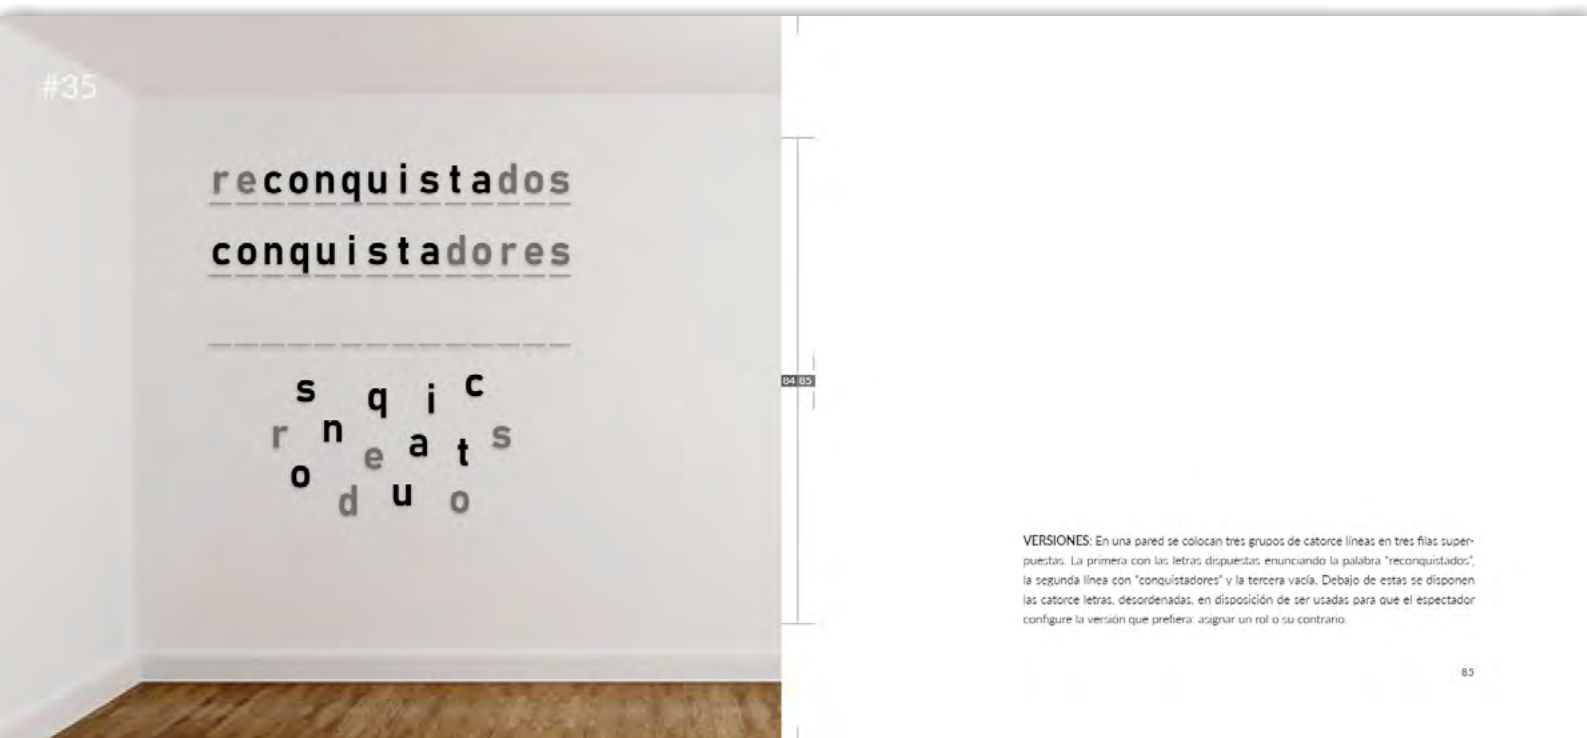 #35
reconquistados
conquistadores
s q i c
r n e a t s
o d u o
84 85
VERSIONES: En una pared se colocan tres grupos de catorce líneas en tres filas super-
puestas. La primera con las letras dispuestas enunciando la palabra "reconquistados",
la segunda línea con "conquistadores" y la tercera vacía. Debajo de estas se disponen
las catorce letras, desordenadas, en disposición de ser usadas para que el espectador
configure la versión que prefiera: asignar un rol o su contrario.
85